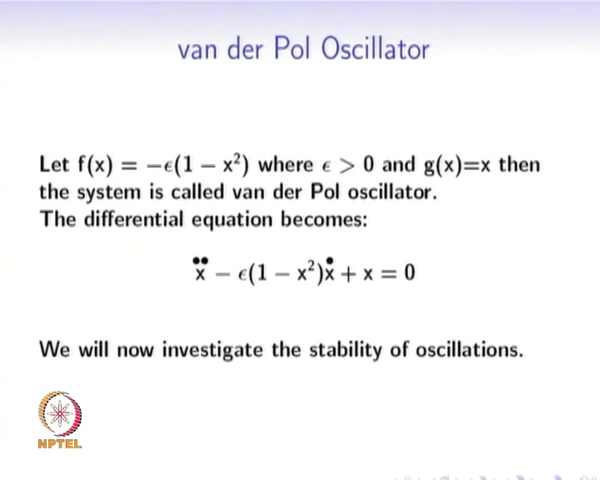 van der Pol Oscillator
Let f(x) = −ϵ(1 − x²) where ϵ > 0 and g(x)=x then
the system is called van der Pol oscillator.
The differential equation becomes:
ẍ − ϵ(1 − x²)ẋ + x = 0
We will now investigate the stability of oscillations.
NPTEL